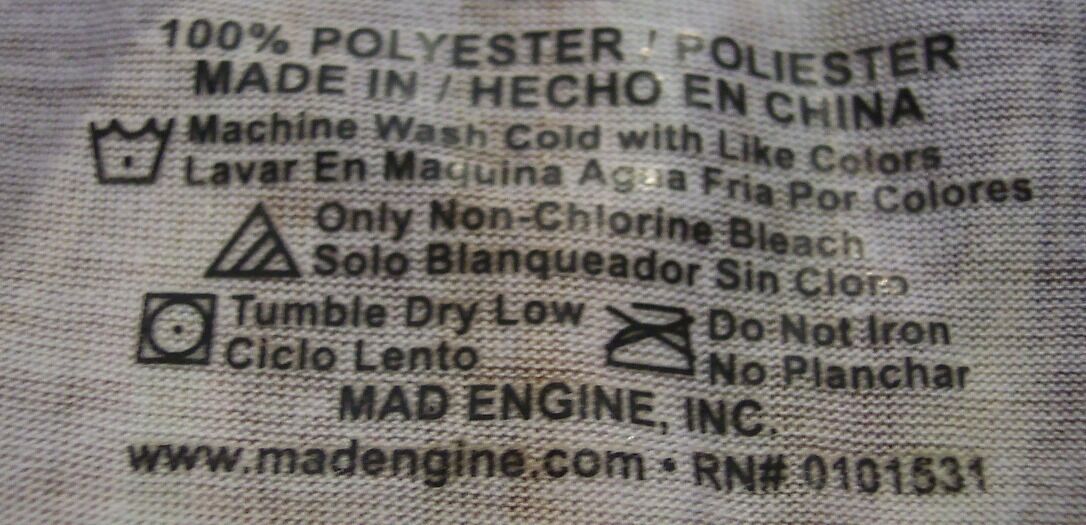 100% POLYESTER / POLIESTER
MADE IN / HECHO EN CHINA
Machine Wash Cold with Like Colors
Lavar En Maquina Agua Fria Por Colores
Only Non-Chlorine Bleach
Solo Blanqueador Sin Cloro
Tumble Dry Low
Ciclo Lento
Do Not Iron
No Planchar
MAD ENGINE, INC.
www.madengine.com • RN# 0101531